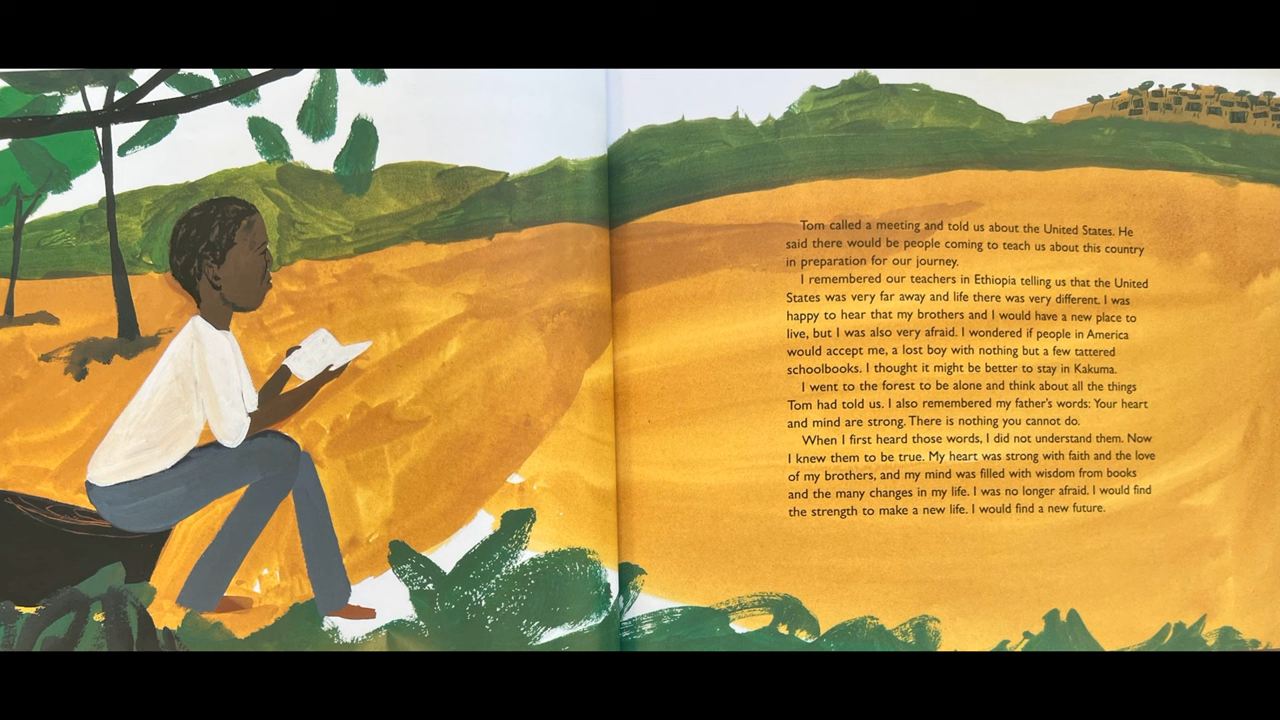 Tom called a meeting and told us about the United States. He
said there would be people coming to teach us about this country
in preparation for our journey.
I remembered our teachers in Ethiopia telling us that the United
States was very far away and life there was very different. I was
happy to hear that my brothers and I would have a new place to
live, but I was also very afraid. I wondered if people in America
would accept me, a lost boy with nothing but a few tattered
schoolbooks. I thought it might be better to stay in Kakuma.
I went to the forest to be alone and think about all the things
Tom had told us. I also remembered my father's words: Your heart
and mind are strong. There is nothing you cannot do.
When I first heard those words, I did not understand them. Now
I knew them to be true. My heart was strong with faith and the love
of my brothers, and my mind was filled with wisdom from books
and the many changes in my life. I was no longer afraid. I would find
the strength to make a new life. I would find a new future.